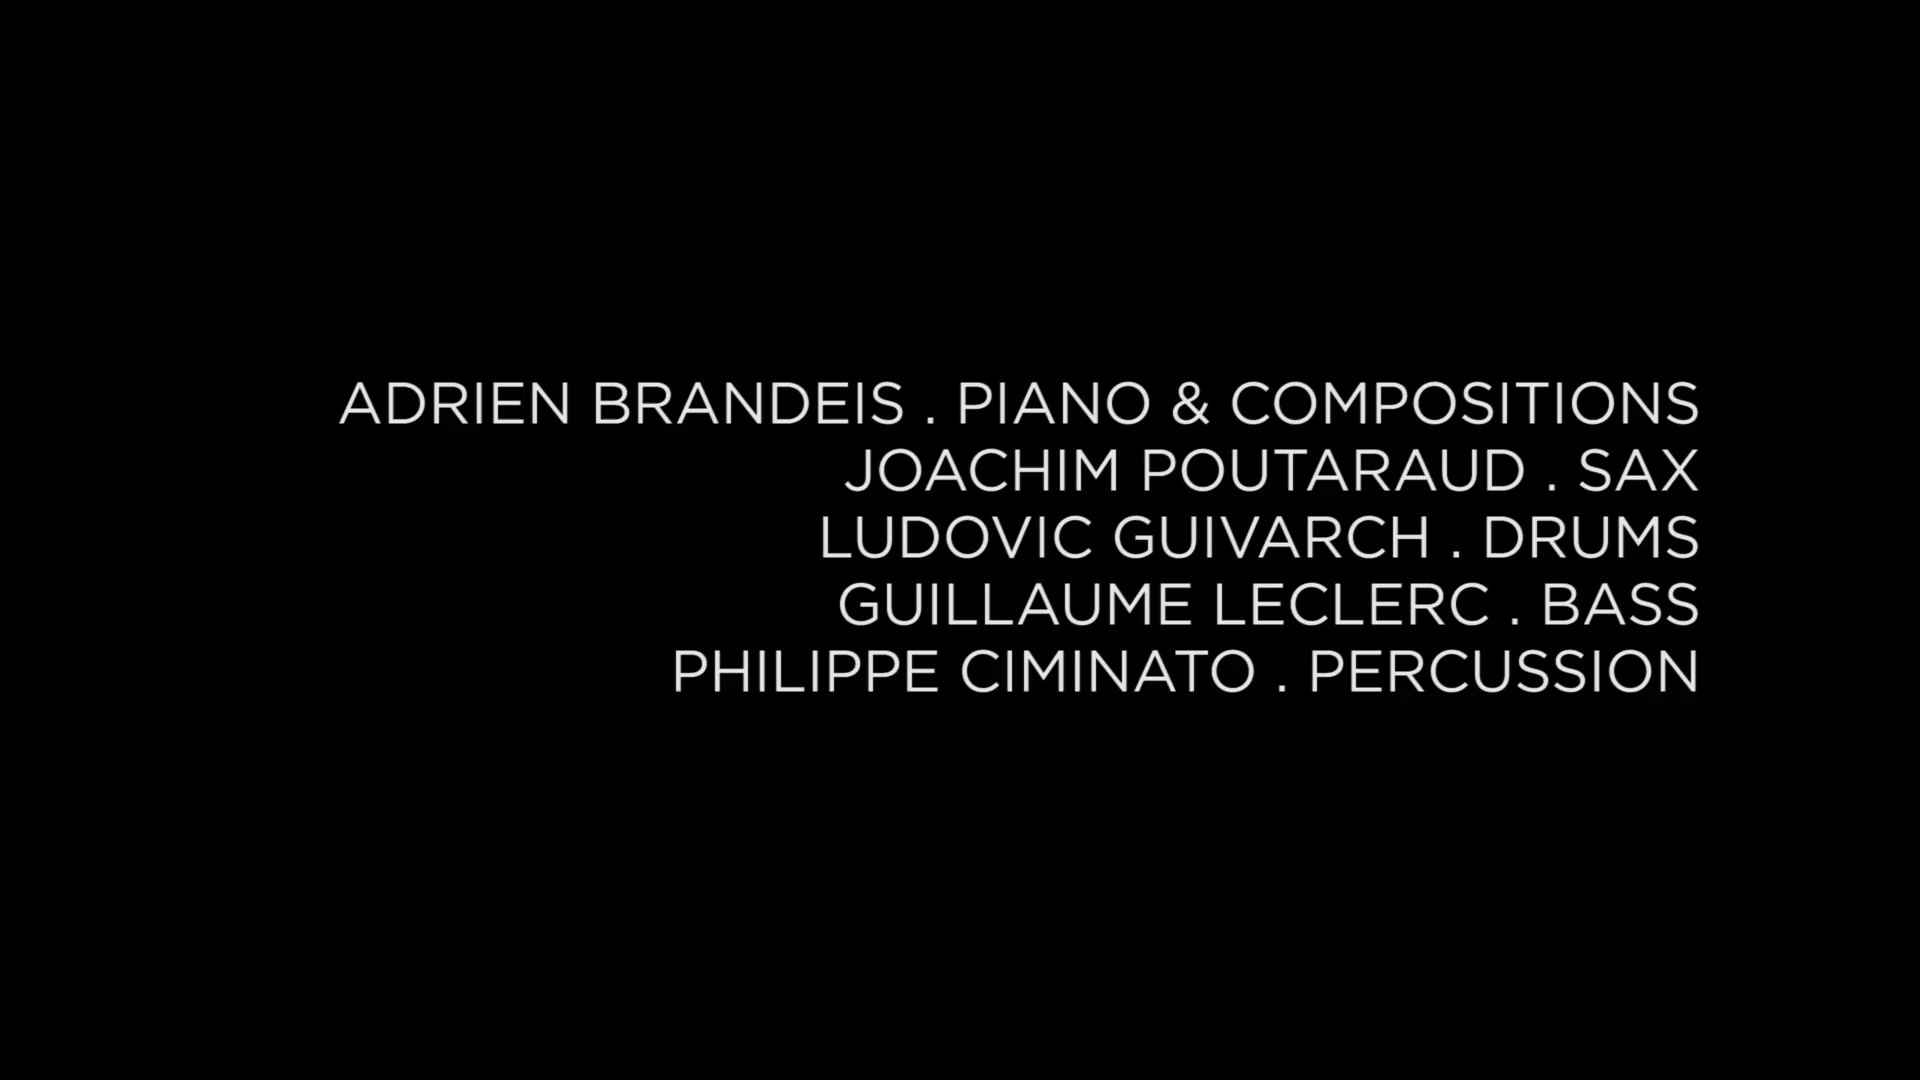 ADRIEN BRANDEIS . PIANO & COMPOSITIONS
JOACHIM POUTARAUD . SAX
LUDOVIC GUIVARCH . DRUMS
GUILLAUME LECLERC . BASS
PHILIPPE CIMINATO . PERCUSSION